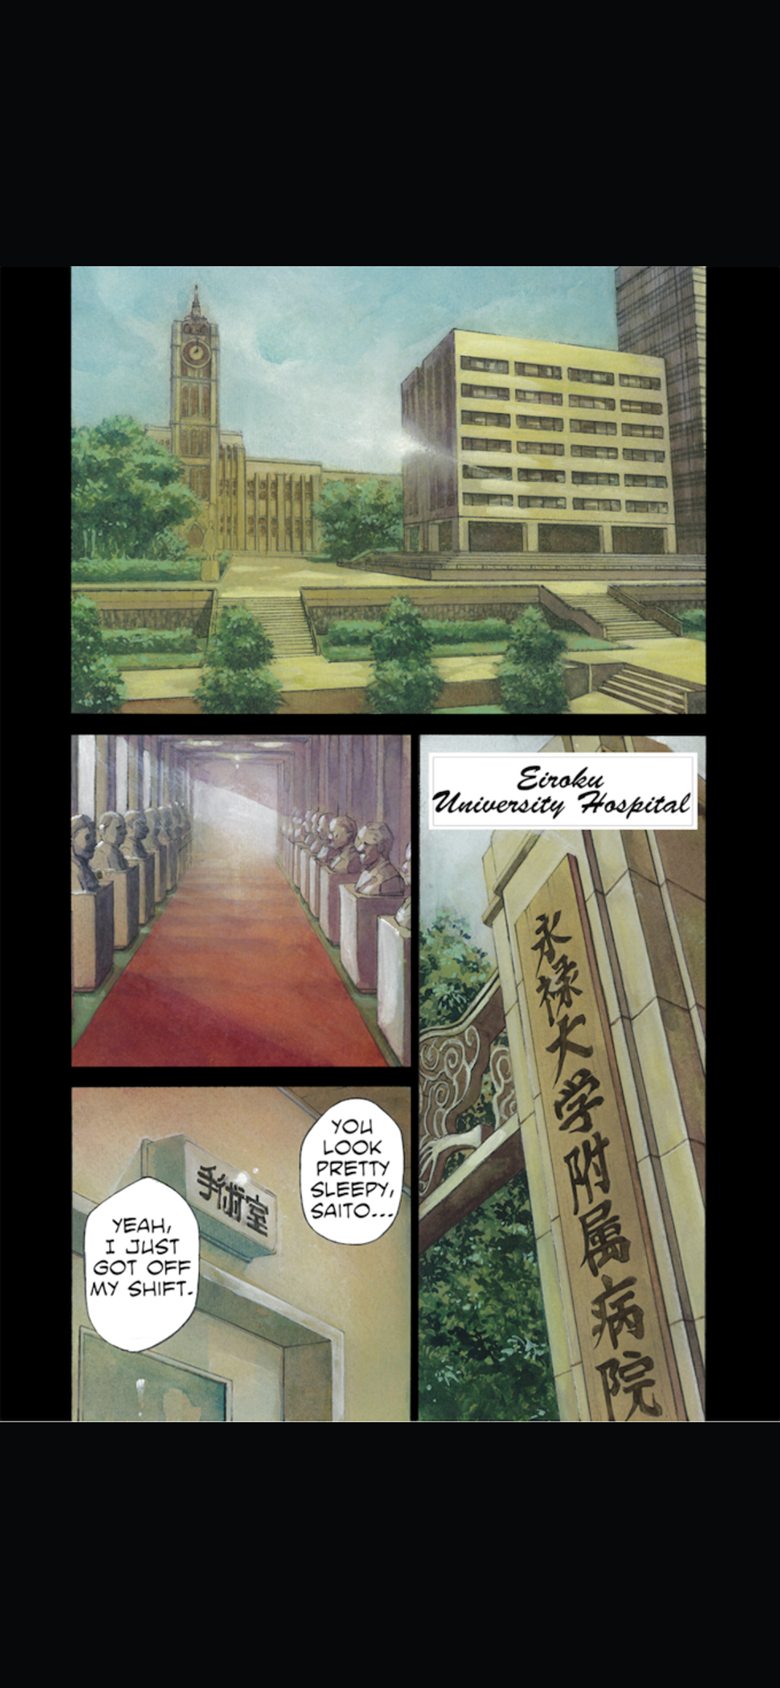 Eiroku
University Hospital
永禄大学附属病院
手術室
YOU
LOOK
PRETTY
SLEEPY,
SAITO...
YEAH,
I JUST
GOT OFF
MY SHIFT.